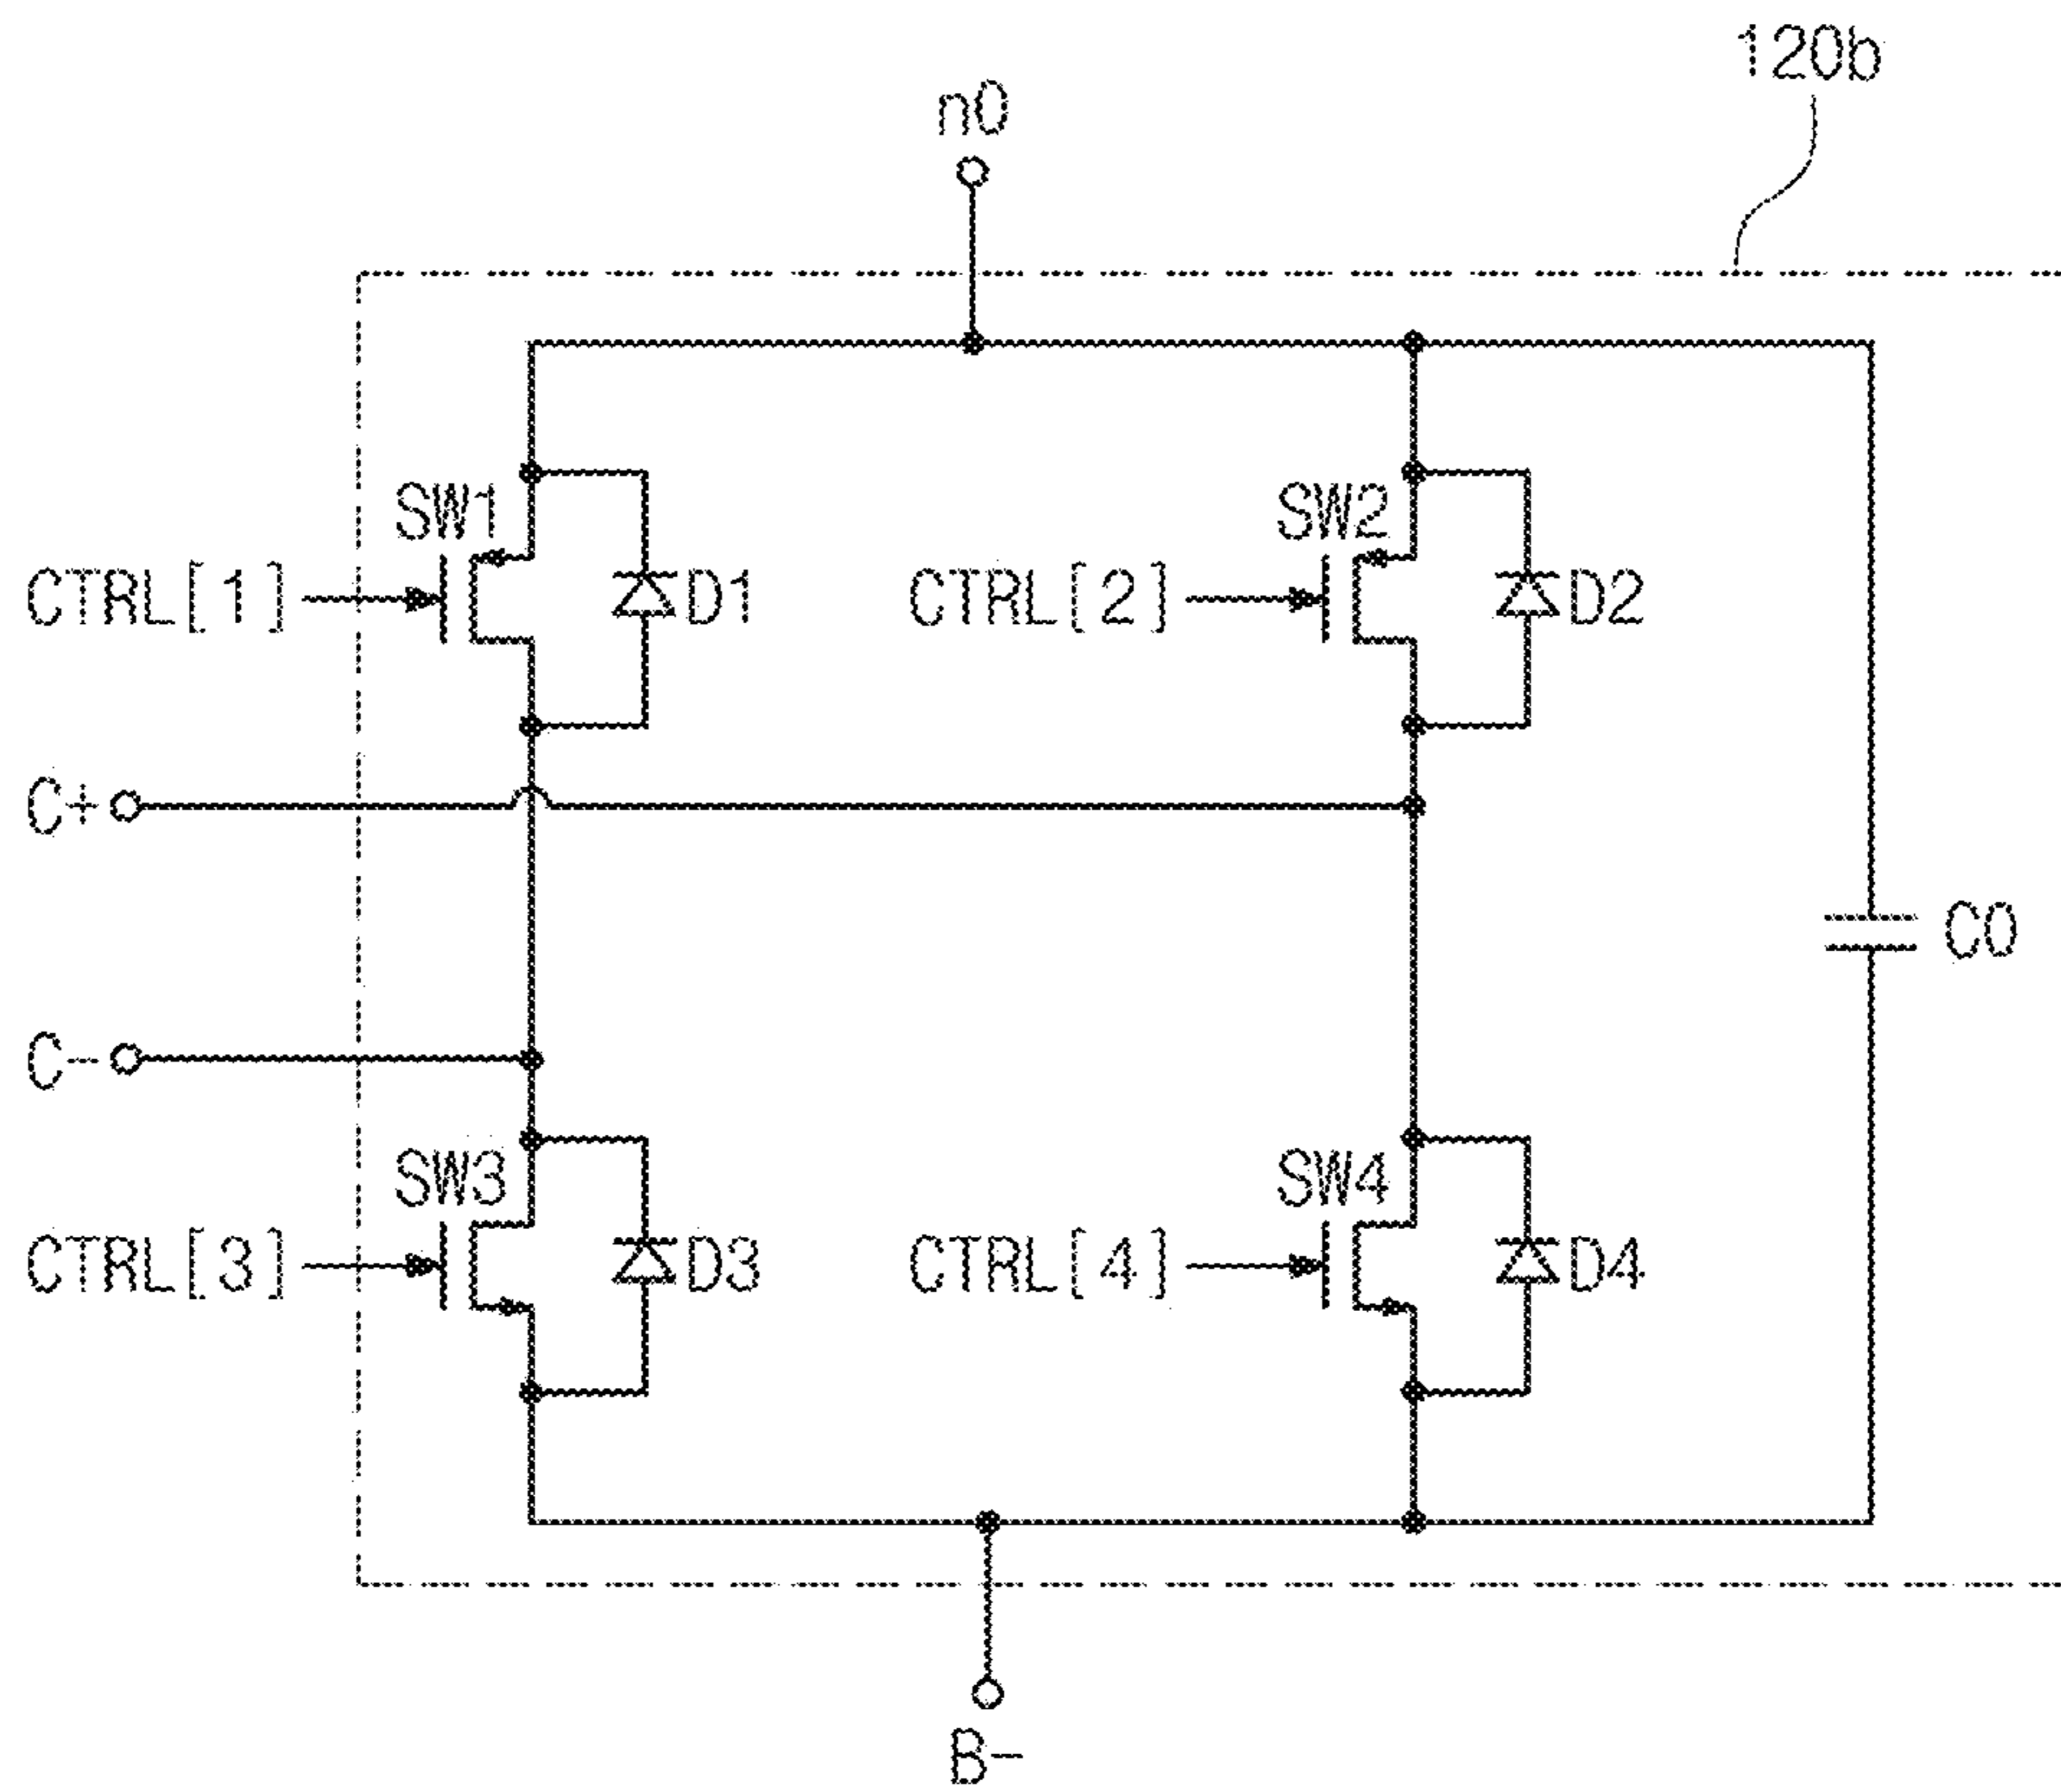 120b
n0
SW1
SW2
CTRL[1]
D1
CTRL[2]
D2
C+
C0
C-
SW3
SW4
CTRL[3]
D3
CTRL[4]
D4
B-